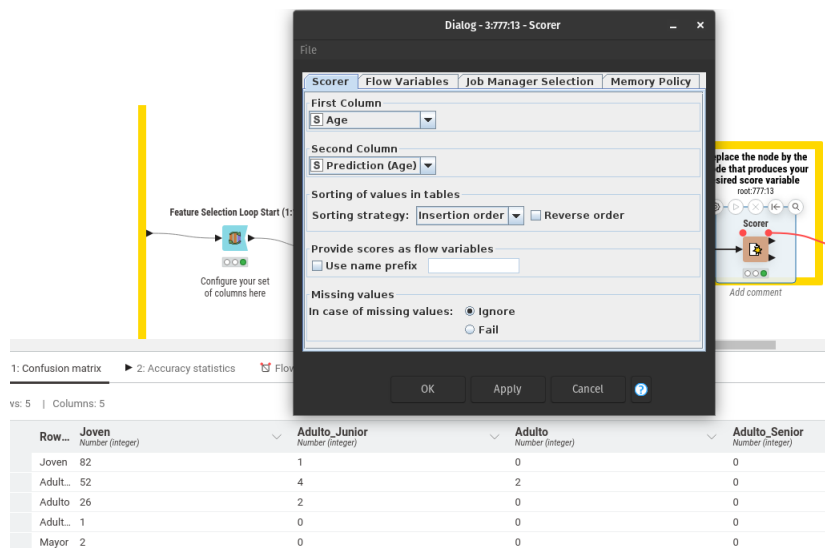 Dialog - 3:777:13 - Scorer
File
Scorer
Flow Variables
Job Manager Selection
Memory Policy
First Column
S Age
Second Column
S Prediction (Age)
Sorting of values in tables
Sorting strategy: Insertion order
Reverse order
Provide scores as flow variables
Use name prefix
Missing values
In case of missing values:
Ignore
Fail
OK
Apply
Cancel
?
Feature Selection Loop Start (1:
Configure your set
of columns here
eplace the node by the
de that produces your
sired score variable
root:777:13
Scorer
Add comment
1: Confusion matrix
2: Accuracy statistics
Flow
vs: 5 | Columns: 5
Row... Joven Adulto_Junior Adulto Adulto_Senior
Number (integer) Number (integer) Number (integer) Number (integer)
Joven 82 1 0 0
Adult... 52 4 2 0
Adulto 26 2 0 0
Adult... 1 0 0 0
Mayor 2 0 0 0